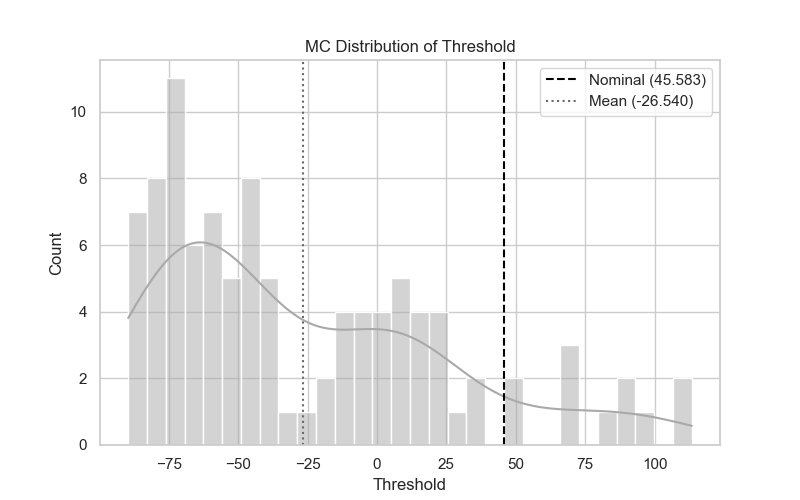 MC Distribution of Threshold
Nominal (45.583)
Mean (-26.540)
Count
10
8
6
4
2
0
−75
−50
−25
0
25
50
75
100
Threshold